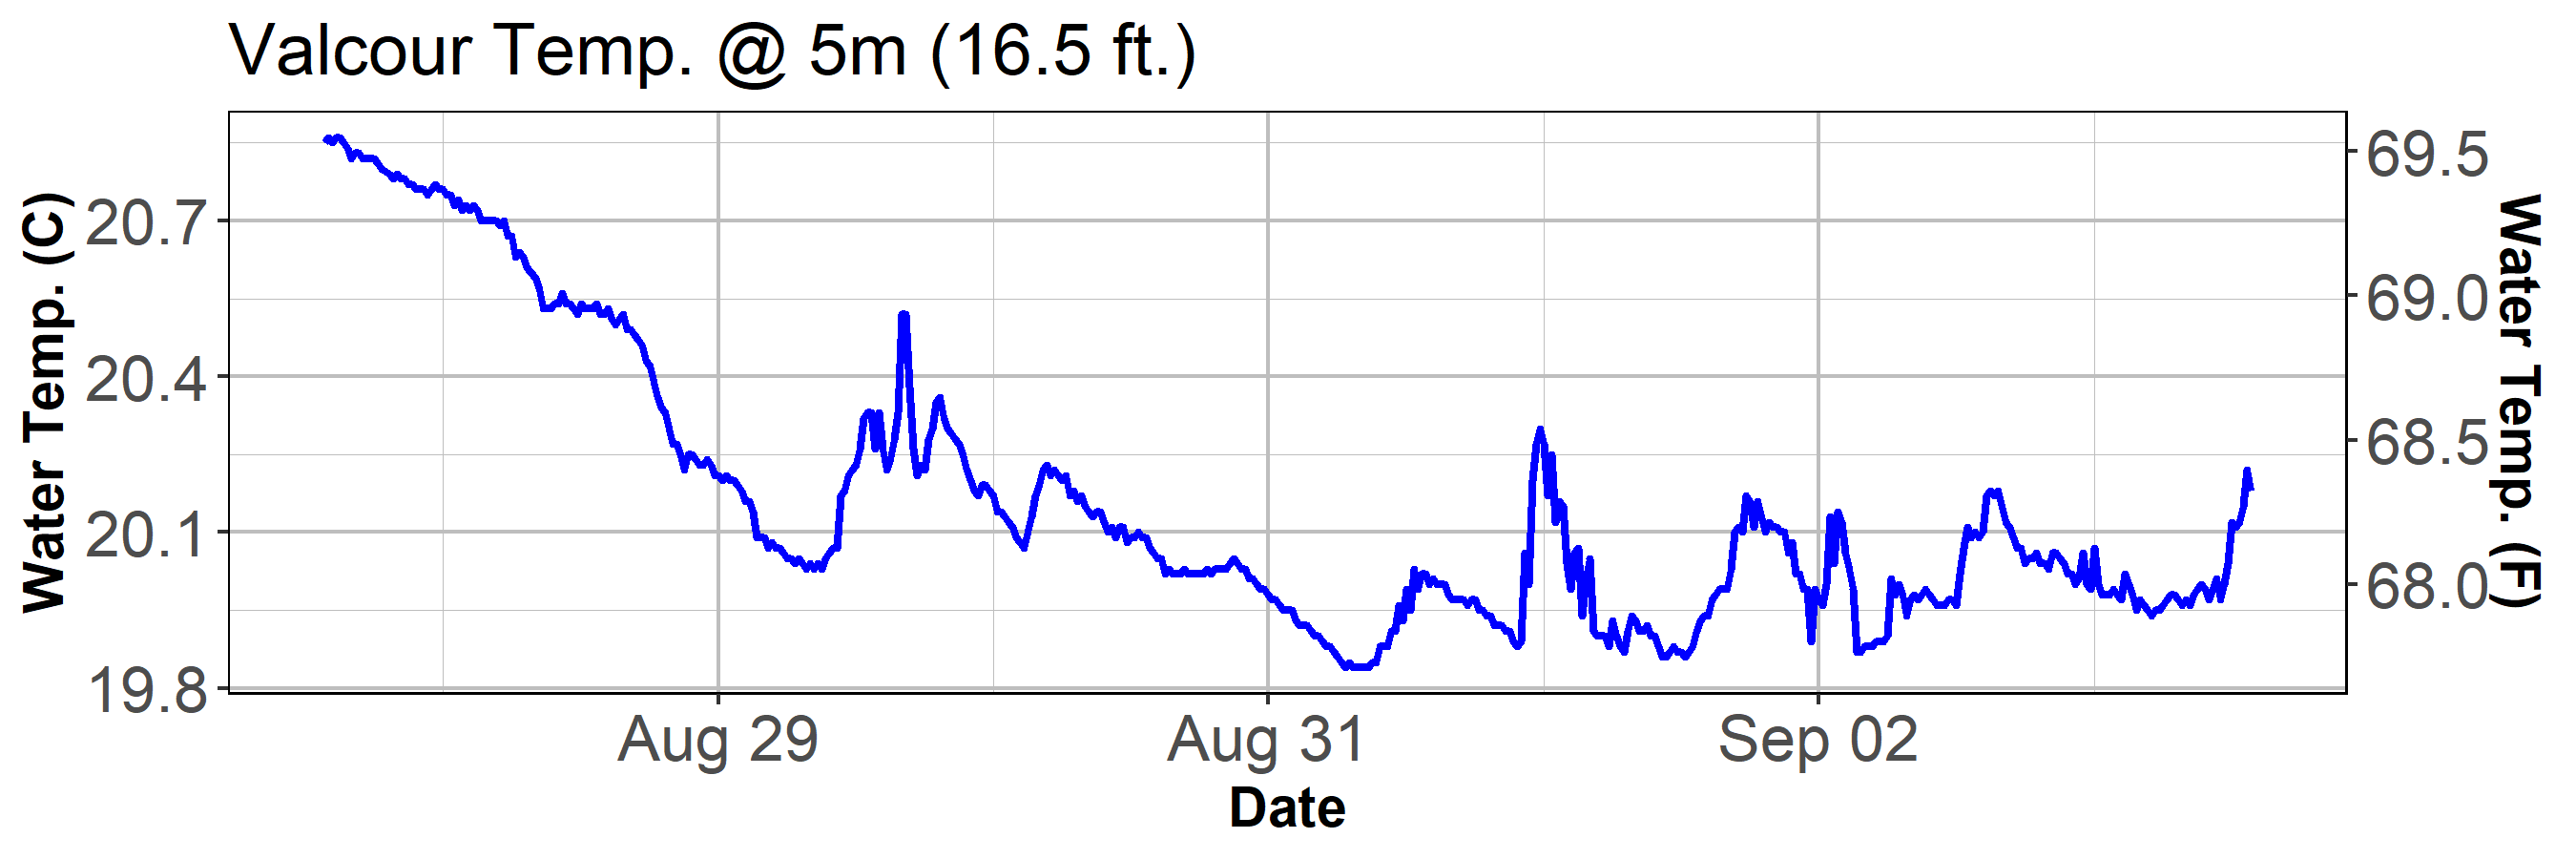 Valcour Temp. @ 5m (16.5 ft.)
Water Temp. (C)
20.7
20.4
20.1
19.8
69.5
69.0
68.5
68.0
Water Temp. (F)
Aug 29 Aug 31 Sep 02
Date